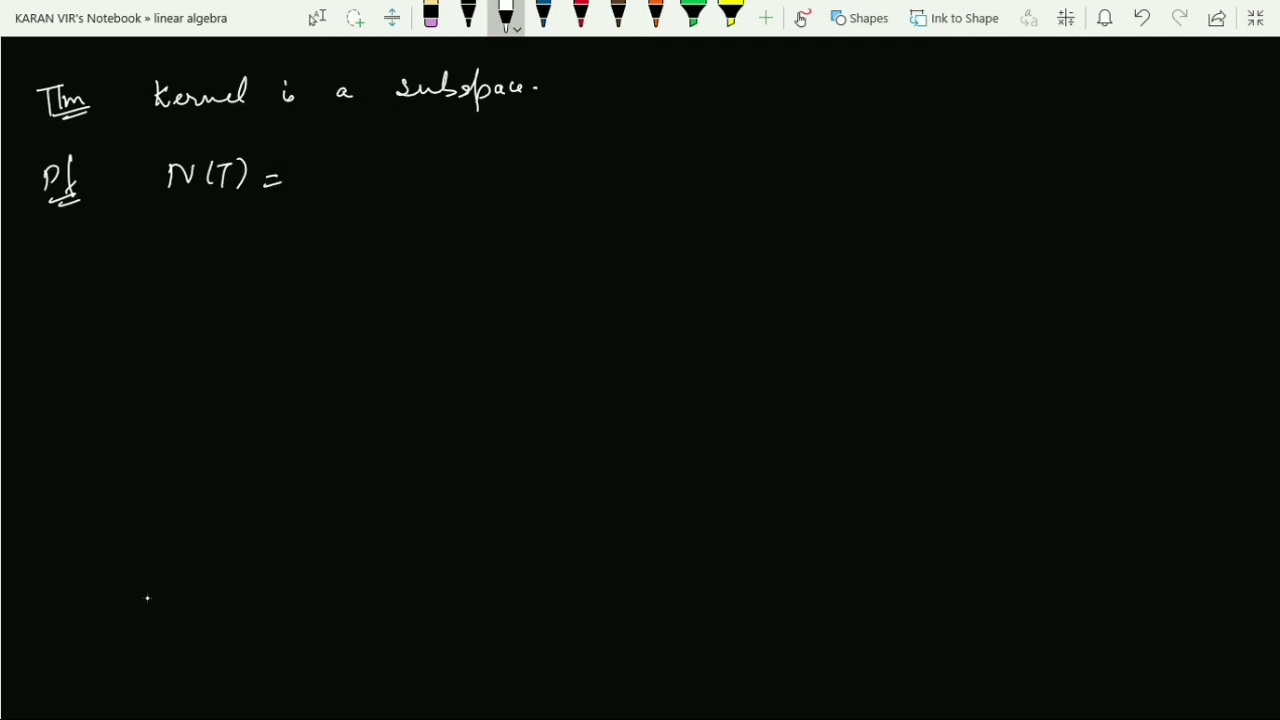 KARAN VIR's Notebook » linear algebra
Shapes
Ink to Shape
Thm Kernel is a subspace.
Pf N(T) =